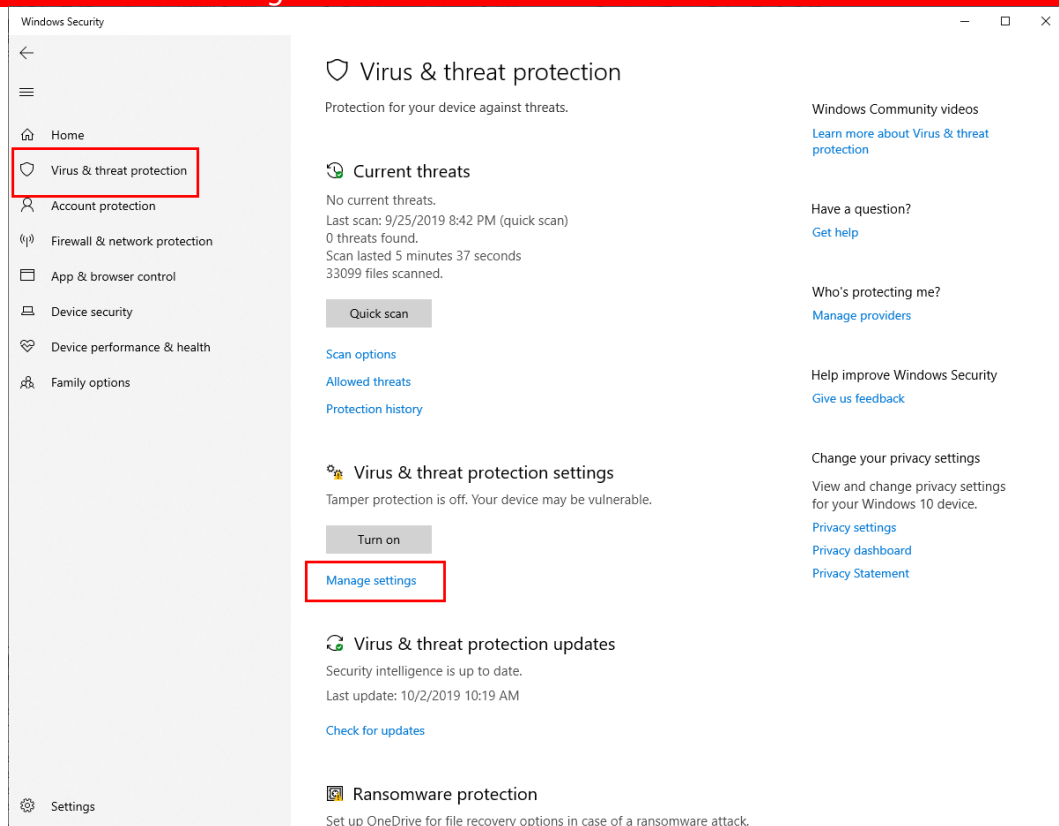 Windows Security
Home
Virus & threat protection
Account protection
Firewall & network protection
App & browser control
Device security
Device performance & health
Family options
Settings
Virus & threat protection
Protection for your device against threats.
Current threats
No current threats.
Last scan: 9/25/2019 8:42 PM (quick scan)
0 threats found.
Scan lasted 5 minutes 37 seconds
33099 files scanned.
Quick scan
Scan options
Allowed threats
Protection history
Virus & threat protection settings
Tamper protection is off. Your device may be vulnerable.
Turn on
Manage settings
Virus & threat protection updates
Security intelligence is up to date.
Last update: 10/2/2019 10:19 AM
Check for updates
Ransomware protection
Set up OneDrive for file recovery options in case of a ransomware attack.
Windows Community videos
Learn more about Virus & threat
protection
Have a question?
Get help
Who's protecting me?
Manage providers
Help improve Windows Security
Give us feedback
Change your privacy settings
View and change privacy settings
for your Windows 10 device.
Privacy settings
Privacy dashboard
Privacy Statement